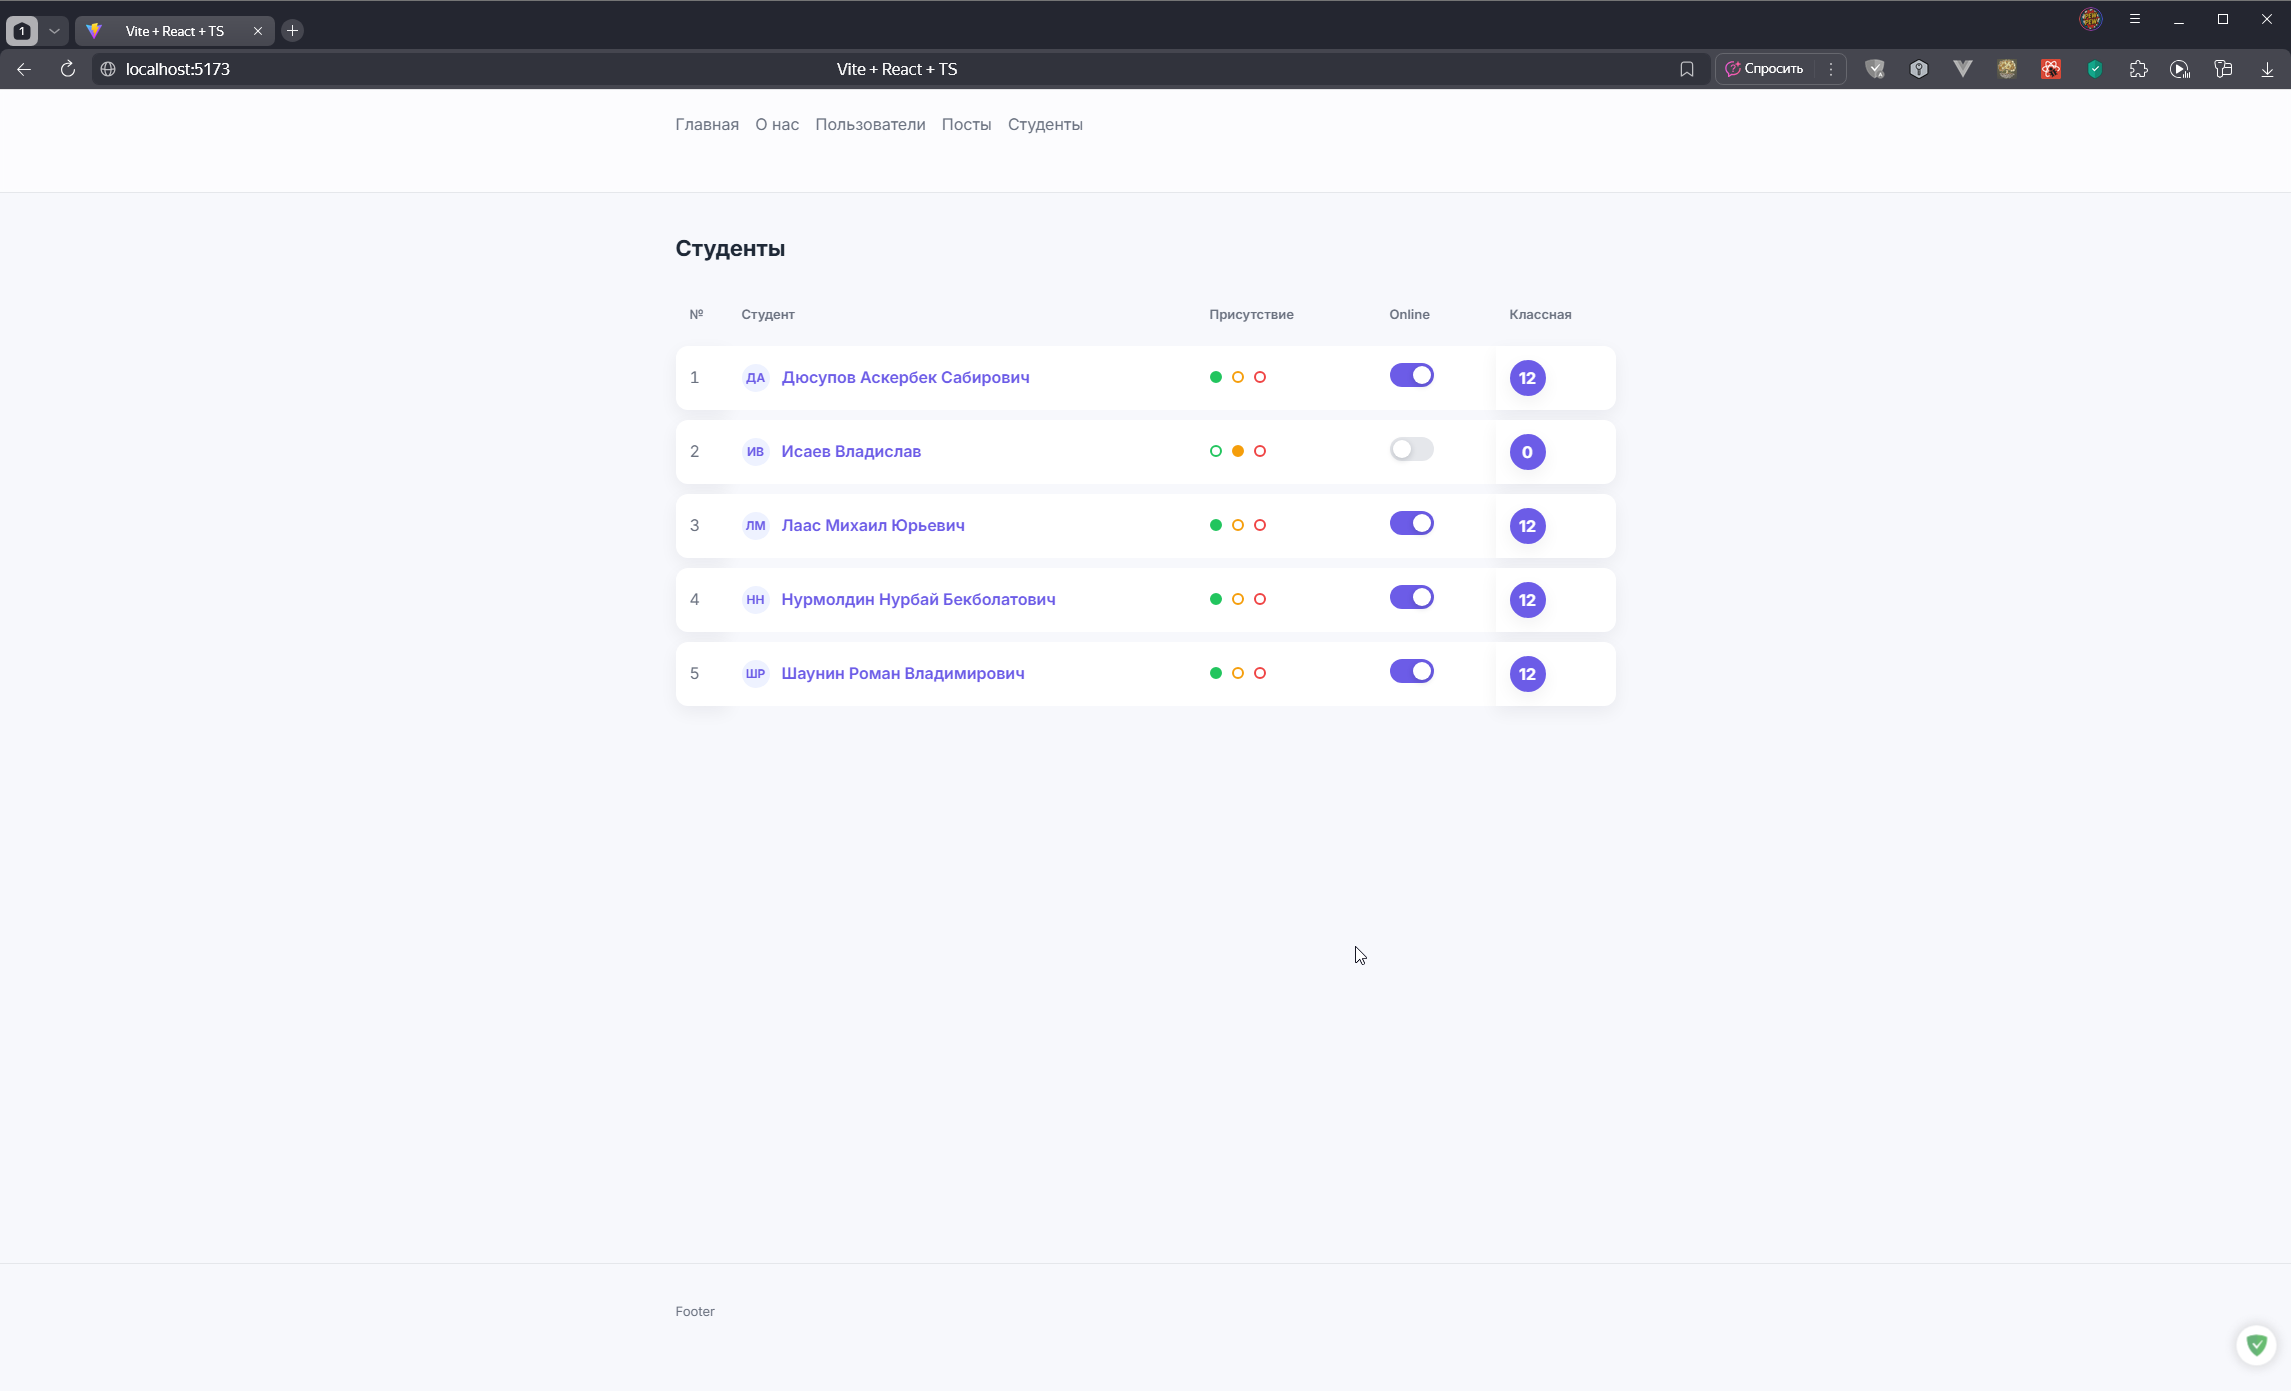 1
Vite + React + TS
localhost:5173
Vite + React + TS
Спросить
Главная О нас Пользователи Посты Студенты
Студенты
№ Студент Присутствие Online Классная
1 ДА Дюсупов Аскербек Сабирович 12
2 ИВ Исаев Владислав 0
3 ЛМ Лаас Михаил Юрьевич 12
4 НН Нурмолдин Нурбай Бекболатович 12
5 ШР Шаунин Роман Владимирович 12
Footer